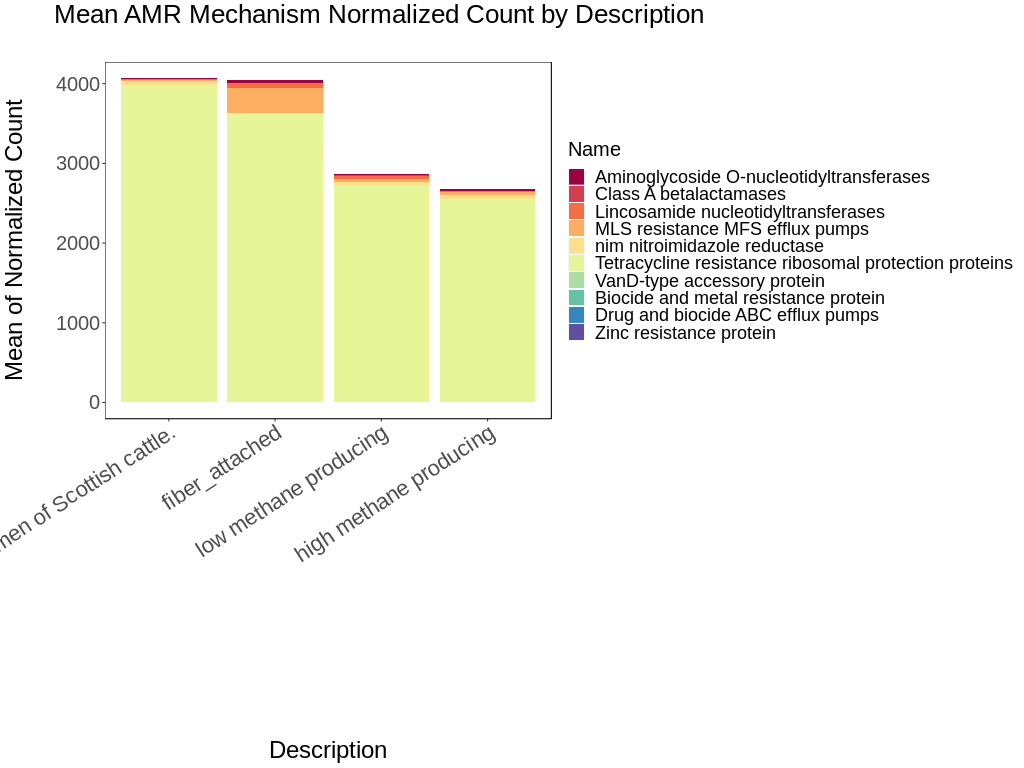 Mean AMR Mechanism Normalized Count by Description
Mean of Normalized Count
4000
3000
2000
1000
0
of Scottish cattle.
fiber_attached
low methane producing
high methane producing
Description
Name
Aminoglycoside O-nucleotidyltransferases
Class A betalactamases
Lincosamide nucleotidyltransferases
MLS resistance MFS efflux pumps
nim nitroimidazole reductase
Tetracycline resistance ribosomal protection proteins
VanD-type accessory protein
Biocide and metal resistance protein
Drug and biocide ABC efflux pumps
Zinc resistance protein